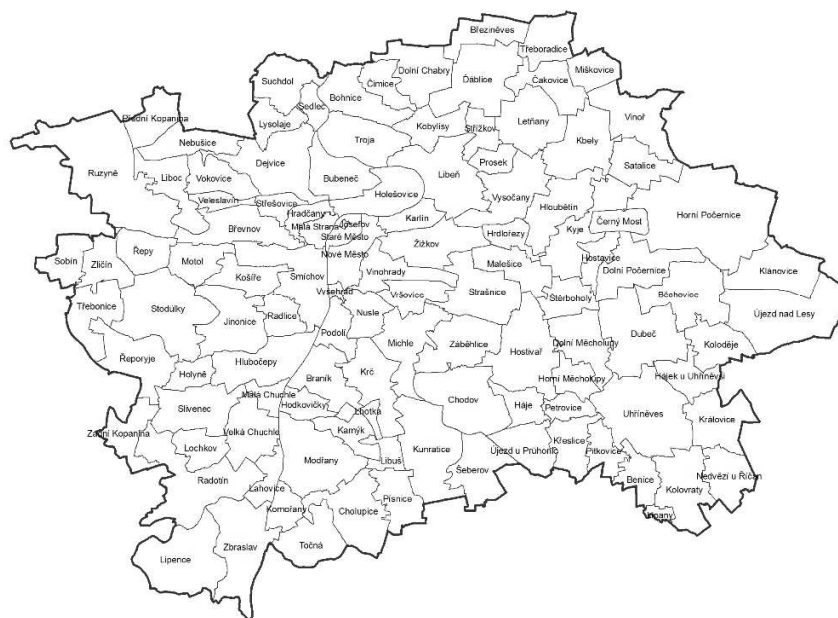 Březiněves
Třeboradice
Dolní Chabry
Ďáblice
Miškovice
Čakovice
Suchdol
Čimice
Sedlec
Bohnice
Přední Kopanina
Lysolaje
Kobylisy
Střížkov
Letňany
Vinoř
Nebušice
Troja
Kbely
Dejvice
Prosek
Satalice
Ruzyně
Liboc
Vokovice
Bubeneč
Libeň
Veleslavín
Holešovice
Vysočany
Střešovice
Hloubětín
Hradčany
Karlín
Horní Počernice
Černý Most
Břevnov
Malá Strana
Josefov
Kyje
Staré Město
Hrdlořezy
Žižkov
Nové Město
Sobín
Zličín
Řepy
Motol
Malešice
Hostavice
Košíře
Smíchov
Vinohrady
Dolní Počernice
Klánovice
Strašnice
Štěrboholy
Běchovice
Vyšehrad
Vršovice
Třebonice
Stodůlky
Nusle
Újezd nad Lesy
Jinonice
Radlice
Podolí
Michle
Záběhlice
Dubeč
Dolní Měcholupy
Koloděje
Řeporyje
Hlubočepy
Hostivař
Holyně
Krč
Hájek u Uhříněvsi
Braník
Horní Měcholupy
Malá Chuchle
Chodov
Slivenec
Hodkovičky
Lhotka
Háje
Petrovice
Uhříněves
Královice
Zadní Kopanina
Velká Chuchle
Kamýk
Lochkov
Kunratice
Újezd u Průhonic
Křeslice
Pitkovice
Modřany
Libuš
Šeberov
Radotín
Lahovice
Benice
Nedvězí u Říčan
Kolovraty
Písnice
Komořany
Cholupice
Lipany
Točná
Zbraslav
Lipence